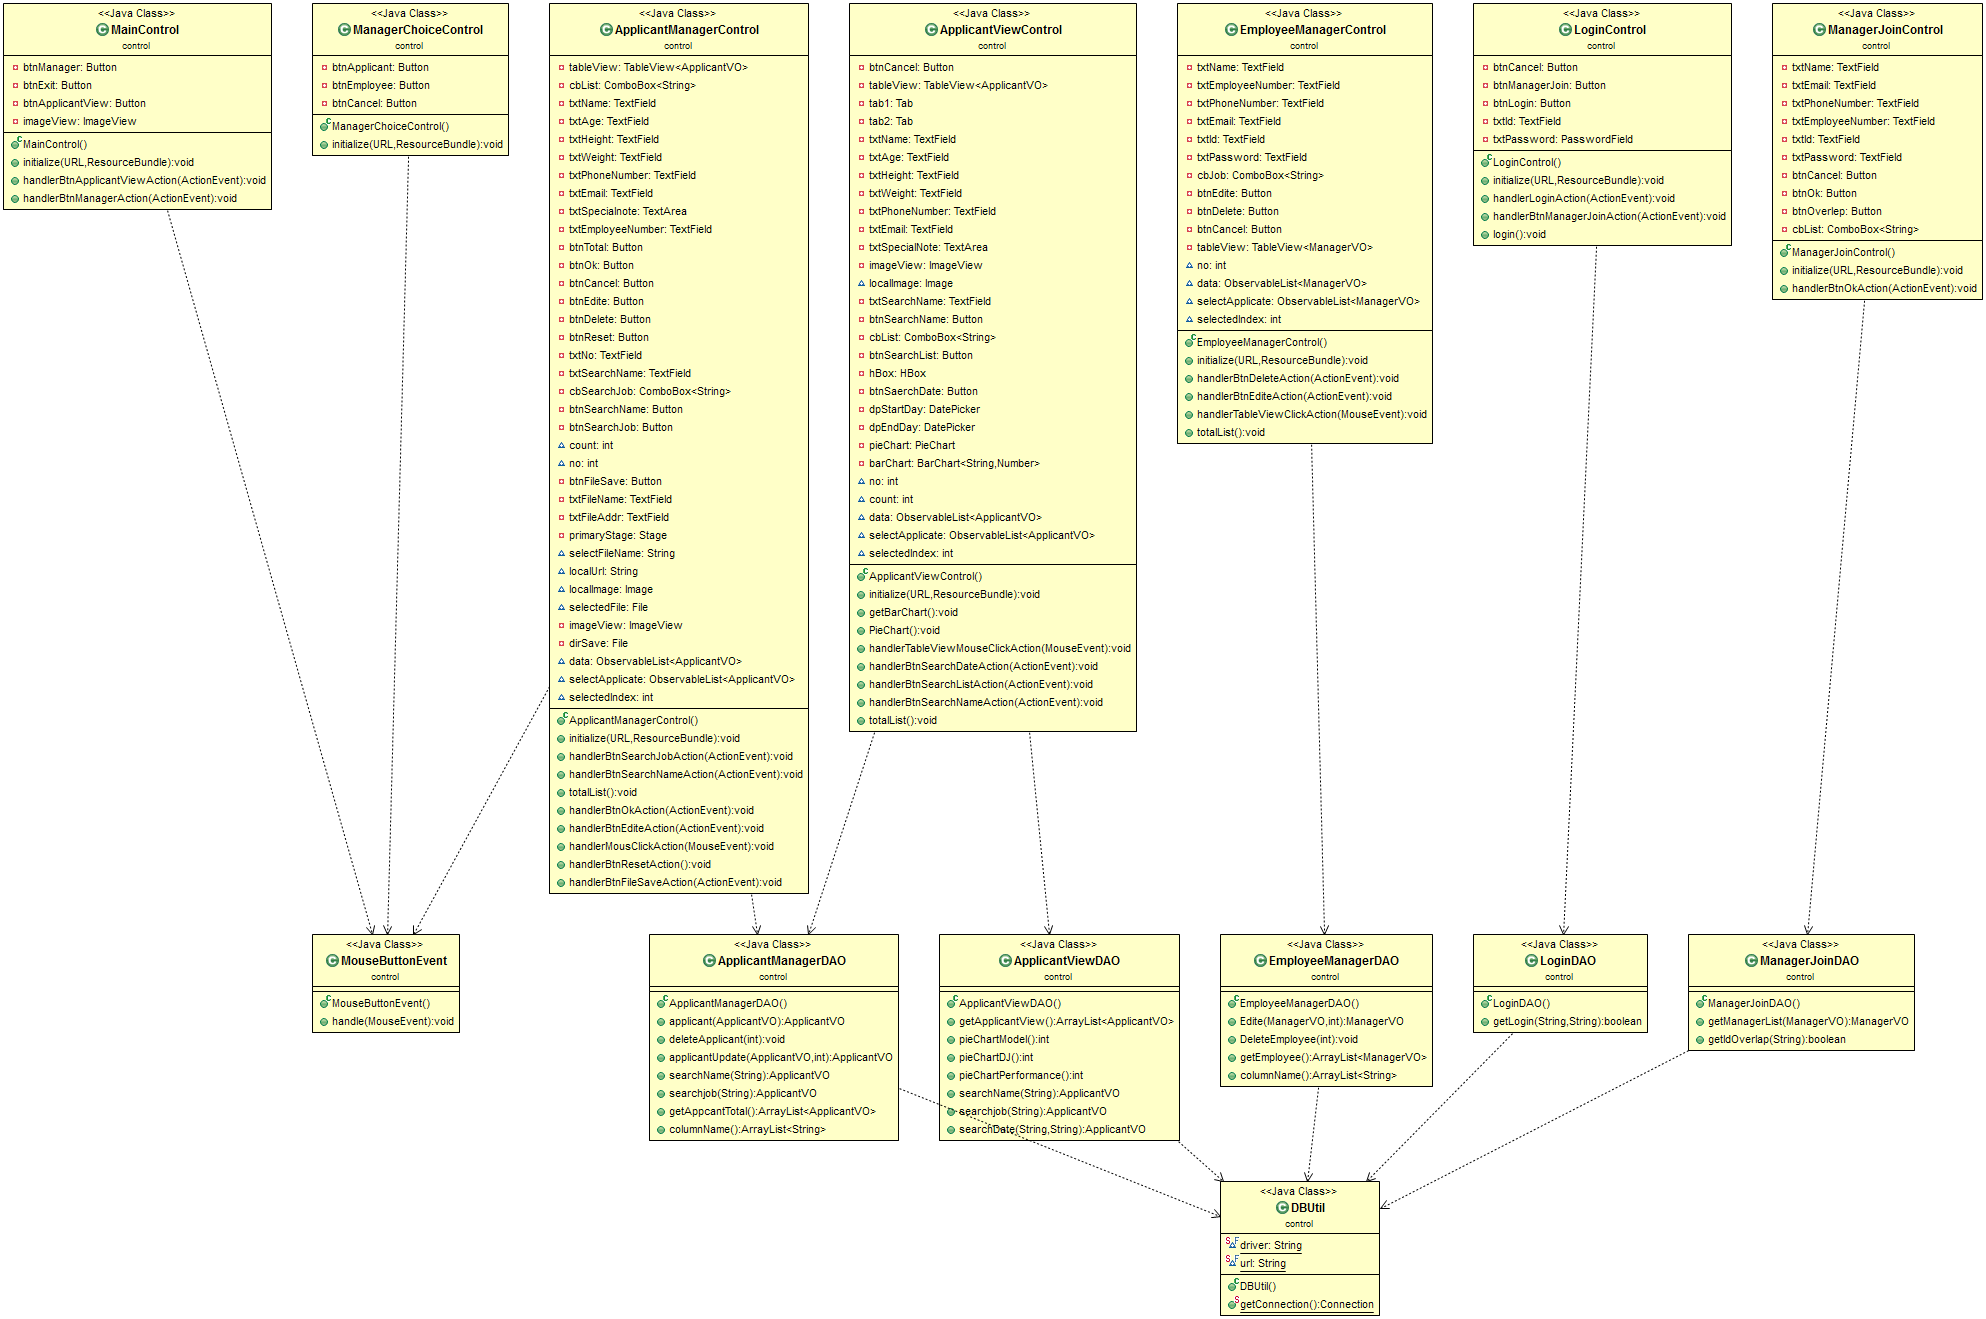 <<Java Class>>
MainControl
control
btnManager: Button
btnExit: Button
btnApplicantView: Button
imageView: ImageView
MainControl()
initialize(URL,ResourceBundle):void
handlerBtnApplicantViewAction(ActionEvent):void
handlerBtnManagerAction(ActionEvent):void
<<Java Class>>
ManagerChoiceControl
control
btnApplicant: Button
btnEmployee: Button
btnCancel: Button
ManagerChoiceControl()
initialize(URL,ResourceBundle):void
<<Java Class>>
ApplicantManagerControl
control
tableView: TableView<ApplicantVO>
cbList: ComboBox<String>
txtName: TextField
txtAge: TextField
txtHeight: TextField
txtWeight: TextField
txtPhoneNumber: TextField
txtEmail: TextField
txtSpecialnote: TextArea
txtEmployeeNumber: TextField
btnTotal: Button
btnOk: Button
btnCancel: Button
btnEdite: Button
btnDelete: Button
btnReset: Button
txtNo: TextField
txtSearchName: TextField
cbSearchJob: ComboBox<String>
btnSearchName: Button
btnSearchJob: Button
count: int
no: int
btnFileSave: Button
txtFileName: TextField
txtFileAddr: TextField
primaryStage: Stage
selectFileName: String
localUrl: String
localImage: Image
selectedFile: File
imageView: ImageView
dirSave: File
data: ObservableList<ApplicantVO>
selectApplicate: ObservableList<ApplicantVO>
selectedIndex: int
ApplicantManagerControl()
initialize(URL,ResourceBundle):void
handlerBtnSearchJobAction(ActionEvent):void
handlerBtnSearchNameAction(ActionEvent):void
totalList():void
handlerBtnOkAction(ActionEvent):void
handlerBtnEditeAction(ActionEvent):void
handlerMousClickAction(MouseEvent):void
handlerBtnResetAction():void
handlerBtnFileSaveAction(ActionEvent):void
<<Java Class>>
ApplicantViewControl
control
btnCancel: Button
tableView: TableView<ApplicantVO>
tab1: Tab
tab2: Tab
txtName: TextField
txtAge: TextField
txtHeight: TextField
txtWeight: TextField
txtPhoneNumber: TextField
txtEmail: TextField
txtSpecialNote: TextArea
imageView: ImageView
localImage: Image
txtSearchName: TextField
btnSearchName: Button
cbList: ComboBox<String>
btnSearchList: Button
hBox: HBox
btnSaerchDate: Button
dpStartDay: DatePicker
dpEndDay: DatePicker
pieChart: PieChart
barChart: BarChart<String,Number>
no: int
count: int
data: ObservableList<ApplicantVO>
selectApplicate: ObservableList<ApplicantVO>
selectedIndex: int
ApplicantViewControl()
initialize(URL,ResourceBundle):void
getBarChart():void
PieChart():void
handlerTableViewMouseClickAction(MouseEvent):void
handlerBtnSearchDateAction(ActionEvent):void
handlerBtnSearchListAction(ActionEvent):void
handlerBtnSearchNameAction(ActionEvent):void
totalList():void
<<Java Class>>
EmployeeManagerControl
control
txtName: TextField
txtEmployeeNumber: TextField
txtPhoneNumber: TextField
txtEmail: TextField
txtId: TextField
txtPassword: TextField
cbJob: ComboBox<String>
btnEdite: Button
btnDelete: Button
btnCancel: Button
tableView: TableView<ManagerVO>
no: int
data: ObservableList<ManagerVO>
selectApplicate: ObservableList<ManagerVO>
selectedIndex: int
EmployeeManagerControl()
initialize(URL,ResourceBundle):void
handlerBtnDeleteAction(ActionEvent):void
handlerBtnEditeAction(ActionEvent):void
handlerTableViewClickAction(MouseEvent):void
totalList():void
<<Java Class>>
LoginControl
control
btnCancel: Button
btnManagerJoin: Button
btnLogin: Button
txtId: TextField
txtPassword: PasswordField
LoginControl()
initialize(URL,ResourceBundle):void
handlerLoginAction(ActionEvent):void
handlerBtnManagerJoinAction(ActionEvent):void
login():void
<<Java Class>>
ManagerJoinControl
control
txtName: TextField
txtEmail: TextField
txtPhoneNumber: TextField
txtEmployeeNumber: TextField
txtId: TextField
txtPassword: TextField
btnCancel: Button
btnOk: Button
btnOverlep: Button
cbList: ComboBox<String>
ManagerJoinControl()
initialize(URL,ResourceBundle):void
handlerBtnOkAction(ActionEvent):void
<<Java Class>>
MouseButtonEvent
control
MouseButtonEvent()
handle(MouseEvent):void
<<Java Class>>
ApplicantManagerDAO
control
ApplicantManagerDAO()
applicant(ApplicantVO):ApplicantVO
deleteApplicant(int):void
applicantUpdate(ApplicantVO,int):ApplicantVO
searchName(String):ApplicantVO
searchjob(String):ApplicantVO
getAppcantTotal():ArrayList<ApplicantVO>
columnName():ArrayList<String>
<<Java Class>>
ApplicantViewDAO
control
ApplicantViewDAO()
getApplicantView():ArrayList<ApplicantVO>
pieChartModel():int
pieChartDJ():int
pieChartPerformance():int
searchName(String):ApplicantVO
searchjob(String):ApplicantVO
searchDate(String,String):ApplicantVO
<<Java Class>>
EmployeeManagerDAO
control
EmployeeManagerDAO()
Edite(ManagerVO,int):ManagerVO
DeleteEmployee(int):void
getEmployee():ArrayList<ManagerVO>
columnName():ArrayList<String>
<<Java Class>>
LoginDAO
control
LoginDAO()
getLogin(String,String):boolean
<<Java Class>>
ManagerJoinDAO
control
ManagerJoinDAO()
getManagerList(ManagerVO):ManagerVO
getIdOverlap(String):boolean
<<Java Class>>
DBUtil
control
driver: String
url: String
DBUtil()
getConnection():Connection